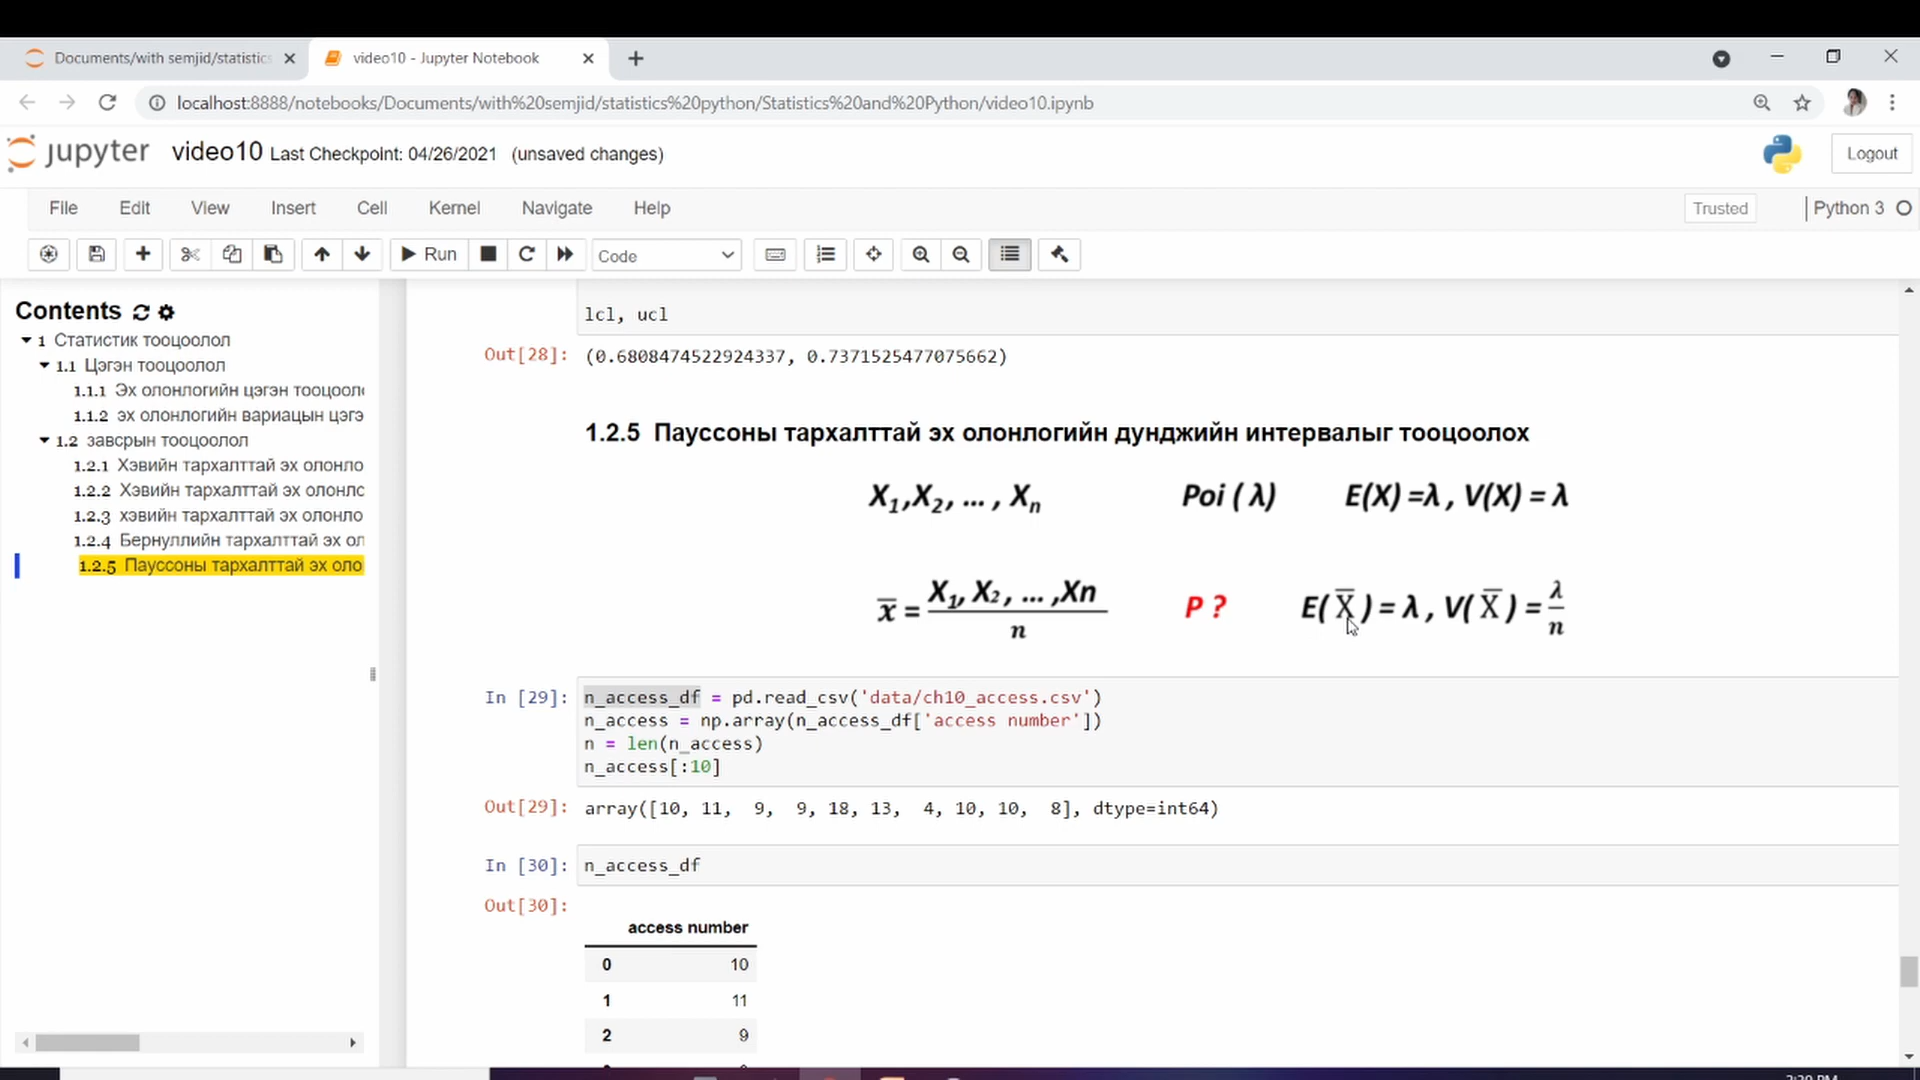 Documents/with semjid/statistics
video10 - Jupyter Notebook
localhost:8888/notebooks/Documents/with%20semjid/statistics%20python/Statistics%20and%20Python/video10.ipynb
jupyter video10 Last Checkpoint: 04/26/2021 (unsaved changes)
Logout
File Edit View Insert Cell Kernel Navigate Help
Trusted
Python 3
Run
Code
Contents
1 Статистик тооцоолол
1.1 Цэгэн тооцоолол
1.1.1 Эх олонлогийн цэгэн тооцоол
1.1.2 эх олонлогийн вариацын цэгэ
1.2 завсрын тооцоолол
1.2.1 Хэвийн тархалттай эх олонло
1.2.2 Хэвийн тархалттай эх олонло
1.2.3 хэвийн тархалттай эх олонло
1.2.4 Бернуллийн тархалттай эх ол
1.2.5 Пауссоны тархалттай эх оло
lcl, ucl
Out[28]: (0.6808474522924337, 0.7371525477075662)
1.2.5 Пауссоны тархалттай эх олонлогийн дунджийн интервалыг тооцоолох
X₁,X₂, ... , Xₙ Poi ( λ) E(X) =λ , V(X) = λ
x̅ = X₁, X₂ , ... ,Xn / n P ? E( X̅ ) = λ , V( X̅ ) = λ / n
In [29]: n_access_df = pd.read_csv('data/ch10_access.csv')
n_access = np.array(n_access_df['access number'])
n = len(n_access)
n_access[:10]
Out[29]: array([10, 11, 9, 9, 18, 13, 4, 10, 10, 8], dtype=int64)
In [30]: n_access_df
Out[30]:
access number
0 10
1 11
2 9